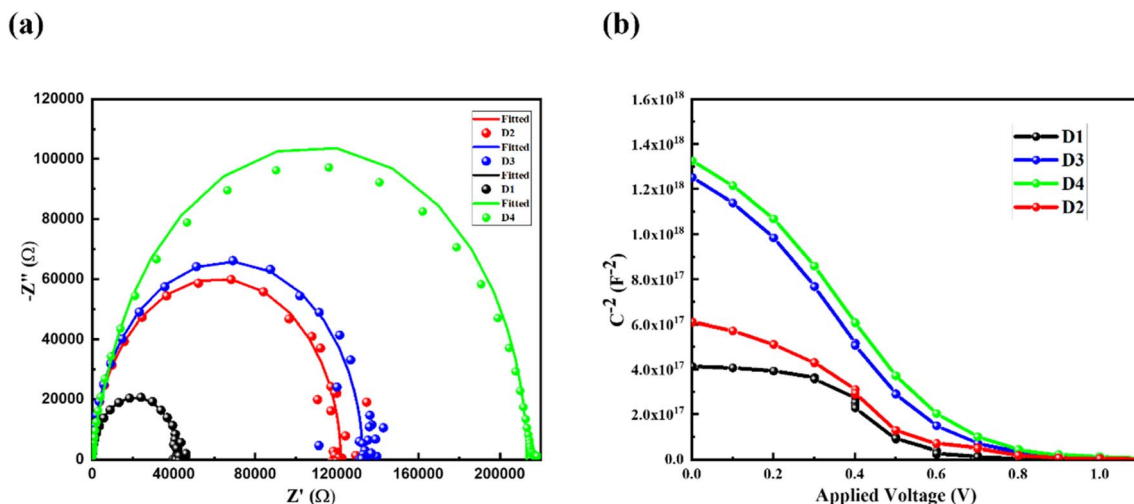 (a)
(b)
120000
100000
80000
60000
40000
20000
0
-Z'' (Ω)
0
40000
80000
120000
160000
200000
Z' (Ω)
Fitted
D2
Fitted
D3
Fitted
D1
Fitted
D4
1.6x10¹⁸
1.4x10¹⁸
1.2x10¹⁸
1.0x10¹⁸
8.0x10¹⁷
6.0x10¹⁷
4.0x10¹⁷
2.0x10¹⁷
0.0
C⁻² (F⁻²)
0.0
0.2
0.4
0.6
0.8
1.0
Applied Voltage (V)
D1
D3
D4
D2